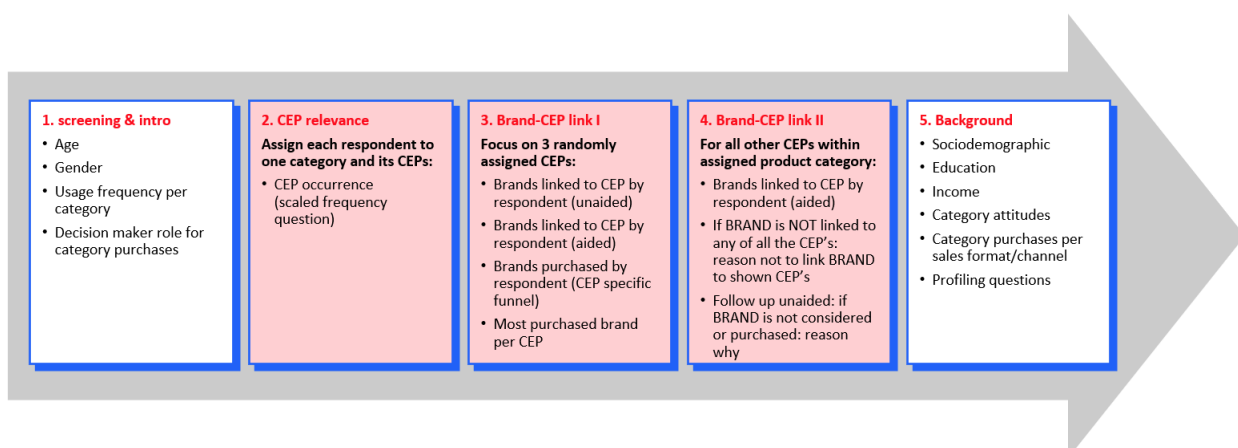 1. screening & intro
• Age
• Gender
• Usage frequency per
category
• Decision maker role for
category purchases
2. CEP relevance
Assign each respondent to
one category and its CEPs:
• CEP occurrence
(scaled frequency
question)
3. Brand-CEP link I
Focus on 3 randomly
assigned CEPs:
• Brands linked to CEP by
respondent (unaided)
• Brands linked to CEP by
respondent (aided)
• Brands purchased by
respondent (CEP specific
funnel)
• Most purchased brand
per CEP
4. Brand-CEP link II
For all other CEPs within
assigned product category:
• Brands linked to CEP by
respondent (aided)
• If BRAND is NOT linked to
any of all the CEP's:
reason not to link BRAND
to shown CEP's
• Follow up unaided: if
BRAND is not considered
or purchased: reason
why
5. Background
• Sociodemographic
• Education
• Income
• Category attitudes
• Category purchases per
sales format/channel
• Profiling questions